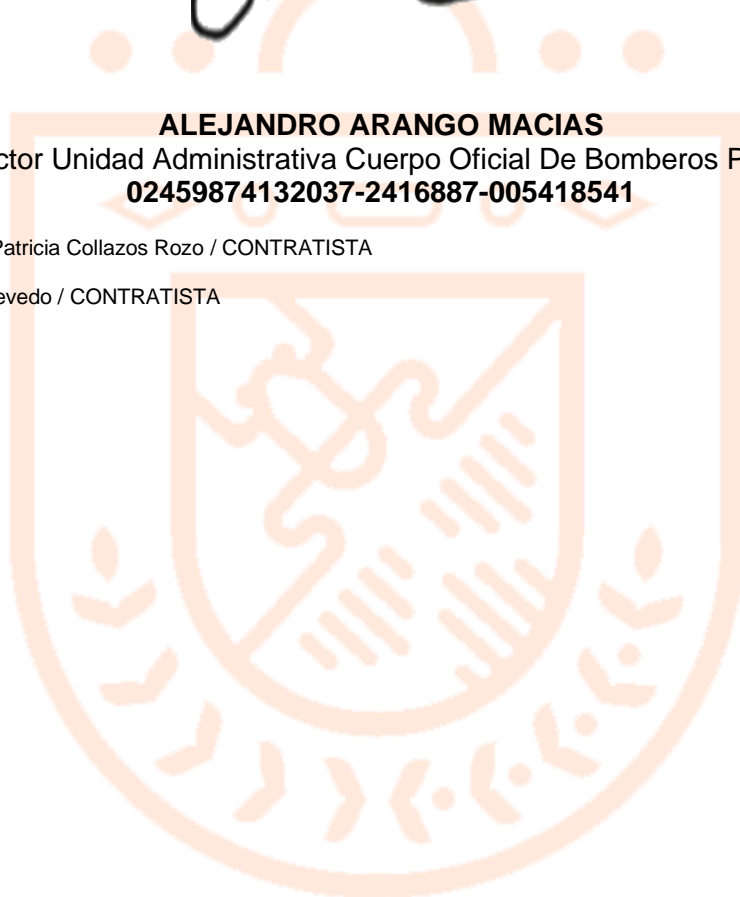 ALEJANDRO ARANGO MACIAS
ctor Unidad Administrativa Cuerpo Oficial De Bomberos P
02459874132037-2416887-005418541
Patricia Collazos Rozo / CONTRATISTA
evedo / CONTRATISTA